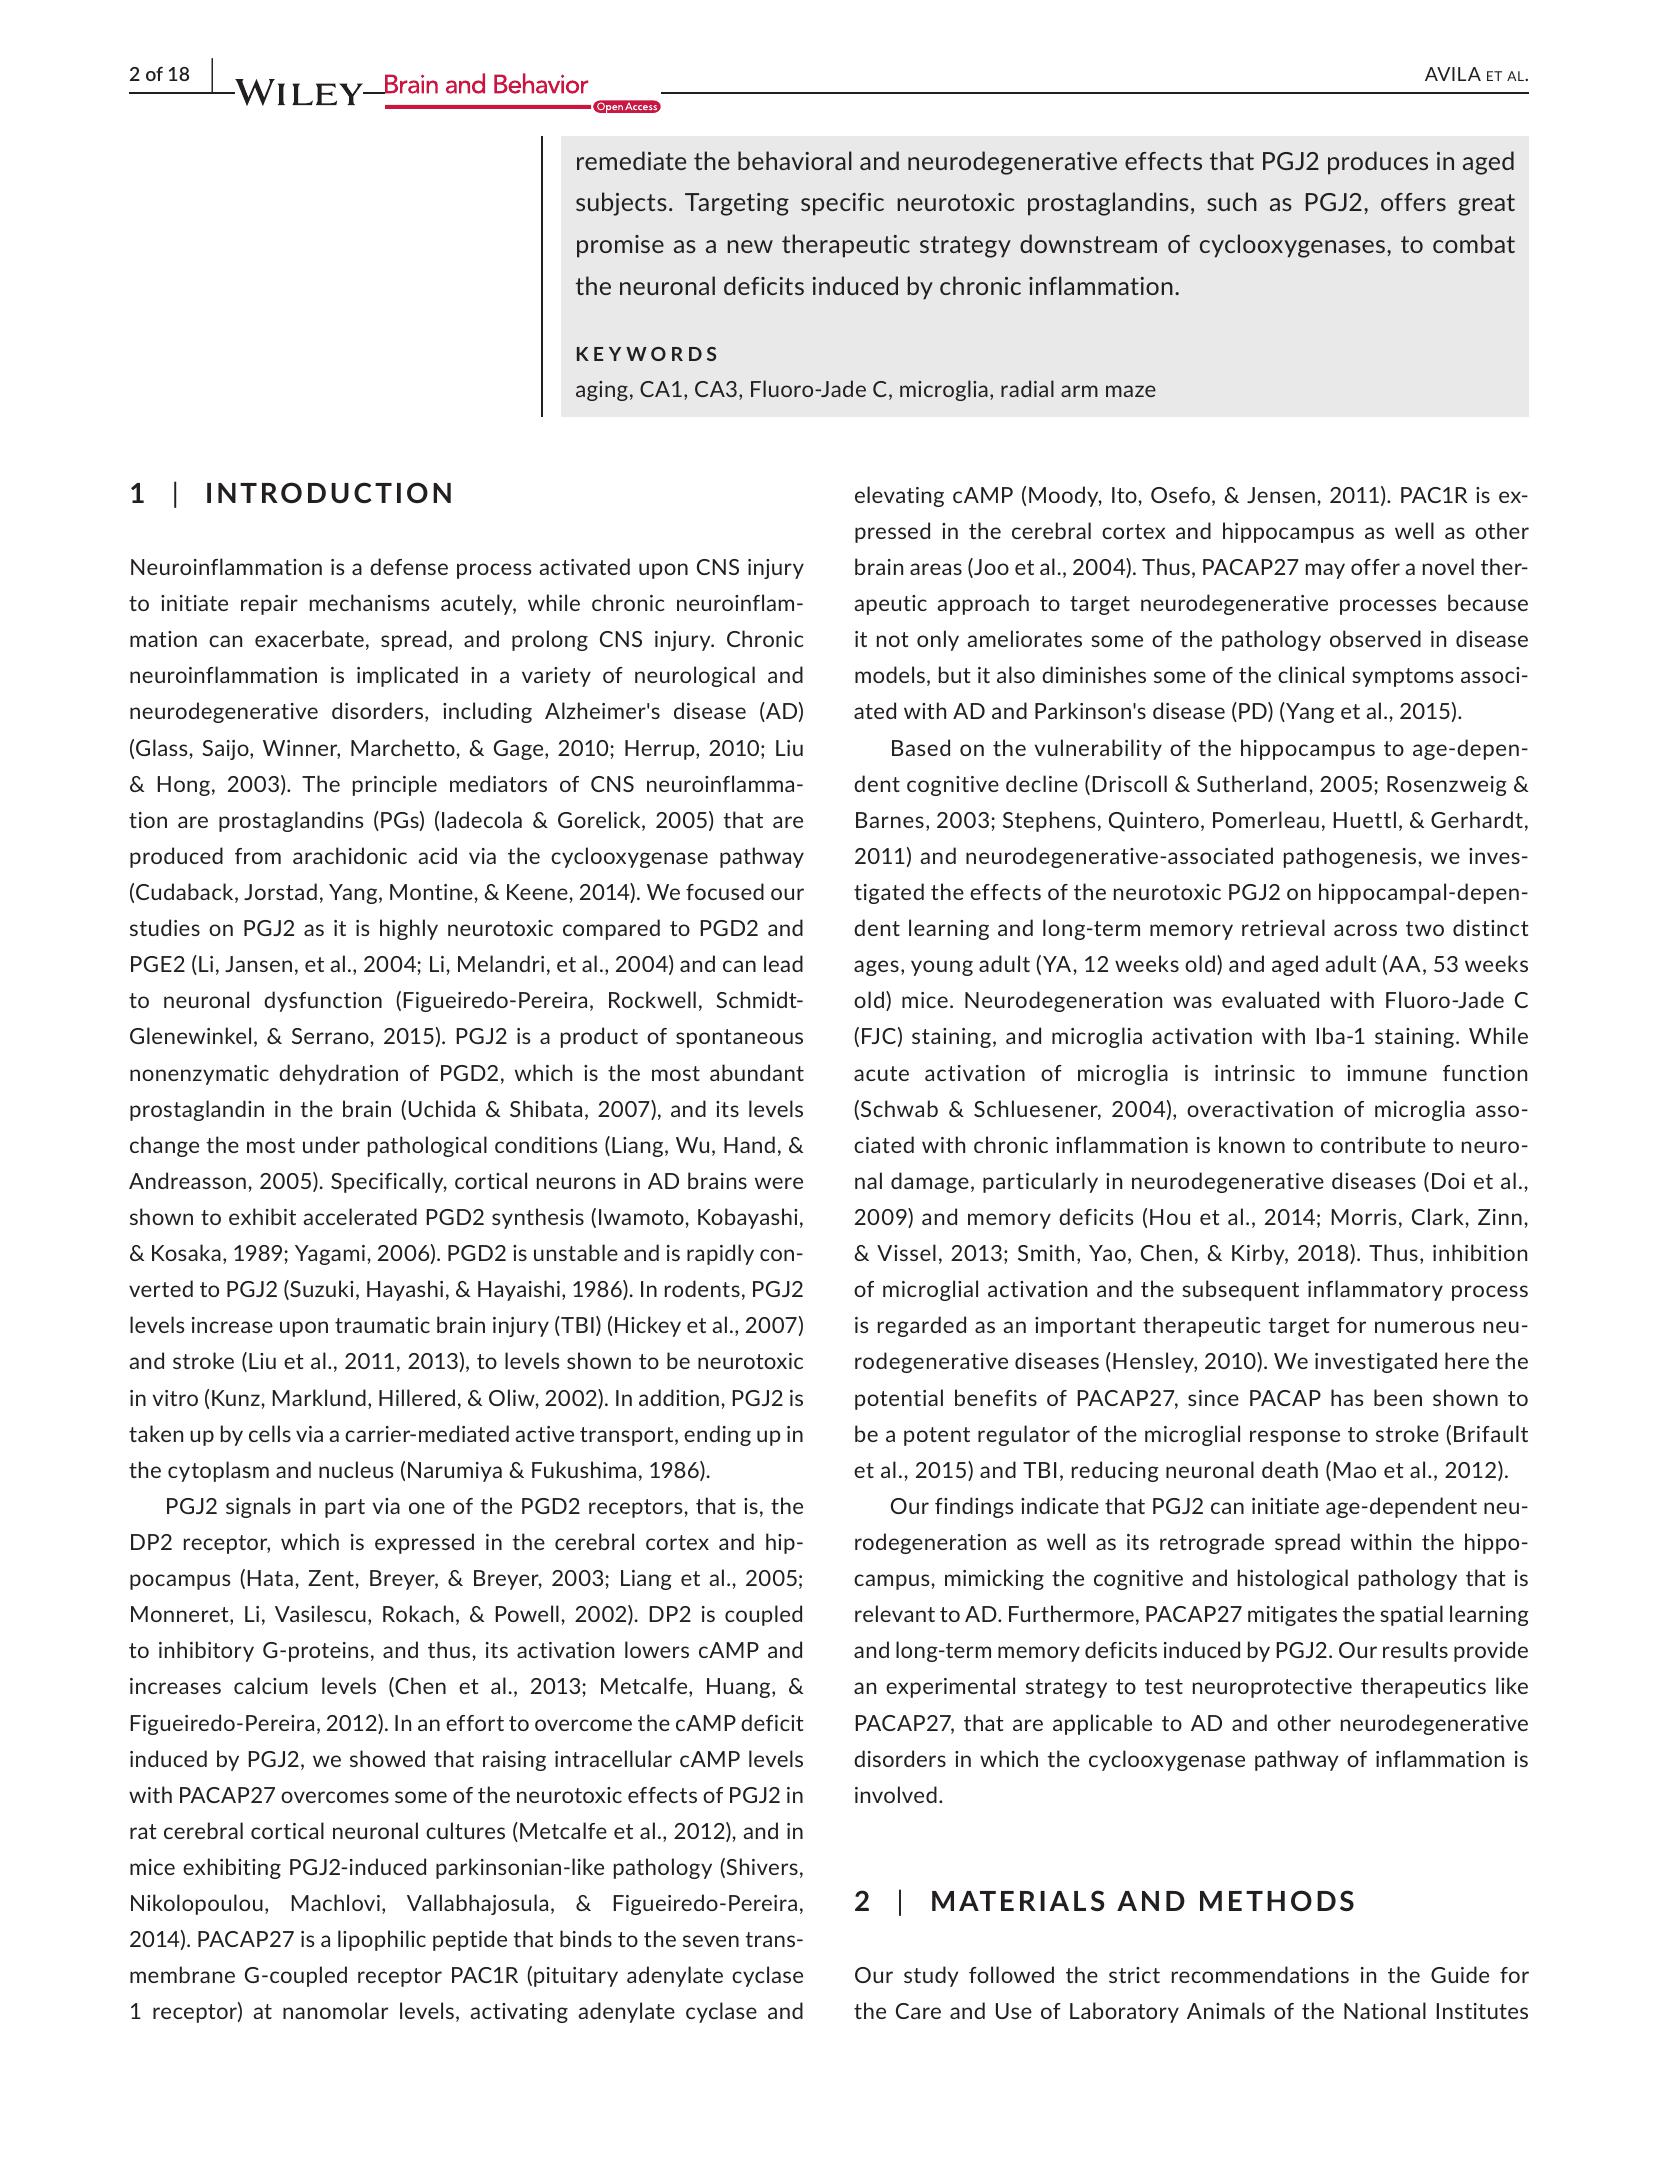 2 of 18
WILEY
Brain and Behavior
Open Access
AVILA ET AL.
remediate the behavioral and neurodegenerative effects that PGJ2 produces in aged
subjects. Targeting specific neurotoxic prostaglandins, such as PGJ2, offers great
promise as a new therapeutic strategy downstream of cyclooxygenases, to combat
the neuronal deficits induced by chronic inflammation.
KEYWORDS
aging, CA1, CA3, Fluoro-Jade C, microglia, radial arm maze
1 | INTRODUCTION
Neuroinflammation is a defense process activated upon CNS injury
to initiate repair mechanisms acutely, while chronic neuroinflam-
mation can exacerbate, spread, and prolong CNS injury. Chronic
neuroinflammation is implicated in a variety of neurological and
neurodegenerative disorders, including Alzheimer's disease (AD)
(Glass, Saijo, Winner, Marchetto, & Gage, 2010; Herrup, 2010; Liu
& Hong, 2003). The principle mediators of CNS neuroinflamma-
tion are prostaglandins (PGs) (Iadecola & Gorelick, 2005) that are
produced from arachidonic acid via the cyclooxygenase pathway
(Cudaback, Jorstad, Yang, Montine, & Keene, 2014). We focused our
studies on PGJ2 as it is highly neurotoxic compared to PGD2 and
PGE2 (Li, Jansen, et al., 2004; Li, Melandri, et al., 2004) and can lead
to neuronal dysfunction (Figueiredo-Pereira, Rockwell, Schmidt-
Glenewinkel, & Serrano, 2015). PGJ2 is a product of spontaneous
nonenzymatic dehydration of PGD2, which is the most abundant
prostaglandin in the brain (Uchida & Shibata, 2007), and its levels
change the most under pathological conditions (Liang, Wu, Hand, &
Andreasson, 2005). Specifically, cortical neurons in AD brains were
shown to exhibit accelerated PGD2 synthesis (Iwamoto, Kobayashi,
& Kosaka, 1989; Yagami, 2006). PGD2 is unstable and is rapidly con-
verted to PGJ2 (Suzuki, Hayashi, & Hayaishi, 1986). In rodents, PGJ2
levels increase upon traumatic brain injury (TBI) (Hickey et al., 2007)
and stroke (Liu et al., 2011, 2013), to levels shown to be neurotoxic
in vitro (Kunz, Marklund, Hillered, & Oliw, 2002). In addition, PGJ2 is
taken up by cells via a carrier-mediated active transport, ending up in
the cytoplasm and nucleus (Narumiya & Fukushima, 1986).
PGJ2 signals in part via one of the PGD2 receptors, that is, the
DP2 receptor, which is expressed in the cerebral cortex and hip-
pocampus (Hata, Zent, Breyer, & Breyer, 2003; Liang et al., 2005;
Monneret, Li, Vasilescu, Rokach, & Powell, 2002). DP2 is coupled
to inhibitory G-proteins, and thus, its activation lowers cAMP and
increases calcium levels (Chen et al., 2013; Metcalfe, Huang, &
Figueiredo-Pereira, 2012). In an effort to overcome the cAMP deficit
induced by PGJ2, we showed that raising intracellular cAMP levels
with PACAP27 overcomes some of the neurotoxic effects of PGJ2 in
rat cerebral cortical neuronal cultures (Metcalfe et al., 2012), and in
mice exhibiting PGJ2-induced parkinsonian-like pathology (Shivers,
Nikolopoulou, Machlovi, Vallabhajosula, & Figueiredo-Pereira,
2014). PACAP27 is a lipophilic peptide that binds to the seven trans-
membrane G-coupled receptor PAC1R (pituitary adenylate cyclase
1 receptor) at nanomolar levels, activating adenylate cyclase and
elevating cAMP (Moody, Ito, Osefo, & Jensen, 2011). PAC1R is ex-
pressed in the cerebral cortex and hippocampus as well as other
brain areas (Joo et al., 2004). Thus, PACAP27 may offer a novel ther-
apeutic approach to target neurodegenerative processes because
it not only ameliorates some of the pathology observed in disease
models, but it also diminishes some of the clinical symptoms associ-
ated with AD and Parkinson's disease (PD) (Yang et al., 2015).
Based on the vulnerability of the hippocampus to age-depen-
dent cognitive decline (Driscoll & Sutherland, 2005; Rosenzweig &
Barnes, 2003; Stephens, Quintero, Pomerleau, Huettl, & Gerhardt,
2011) and neurodegenerative-associated pathogenesis, we inves-
tigated the effects of the neurotoxic PGJ2 on hippocampal-depen-
dent learning and long-term memory retrieval across two distinct
ages, young adult (YA, 12 weeks old) and aged adult (AA, 53 weeks
old) mice. Neurodegeneration was evaluated with Fluoro-Jade C
(FJC) staining, and microglia activation with Iba-1 staining. While
acute activation of microglia is intrinsic to immune function
(Schwab & Schluesener, 2004), overactivation of microglia asso-
ciated with chronic inflammation is known to contribute to neuro-
nal damage, particularly in neurodegenerative diseases (Doi et al.,
2009) and memory deficits (Hou et al., 2014; Morris, Clark, Zinn,
& Vissel, 2013; Smith, Yao, Chen, & Kirby, 2018). Thus, inhibition
of microglial activation and the subsequent inflammatory process
is regarded as an important therapeutic target for numerous neu-
rodegenerative diseases (Hensley, 2010). We investigated here the
potential benefits of PACAP27, since PACAP has been shown to
be a potent regulator of the microglial response to stroke (Brifault
et al., 2015) and TBI, reducing neuronal death (Mao et al., 2012).
Our findings indicate that PGJ2 can initiate age-dependent neu-
rodegeneration as well as its retrograde spread within the hippo-
campus, mimicking the cognitive and histological pathology that is
relevant to AD. Furthermore, PACAP27 mitigates the spatial learning
and long-term memory deficits induced by PGJ2. Our results provide
an experimental strategy to test neuroprotective therapeutics like
PACAP27, that are applicable to AD and other neurodegenerative
disorders in which the cyclooxygenase pathway of inflammation is
involved.
2 | MATERIALS AND METHODS
Our study followed the strict recommendations in the Guide for
the Care and Use of Laboratory Animals of the National Institutes